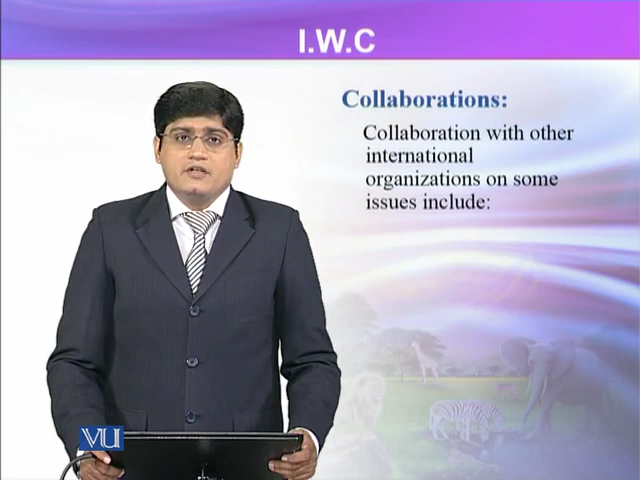 I.W.C
Collaborations:
Collaboration with other
international
organizations on some
issues include:
VU